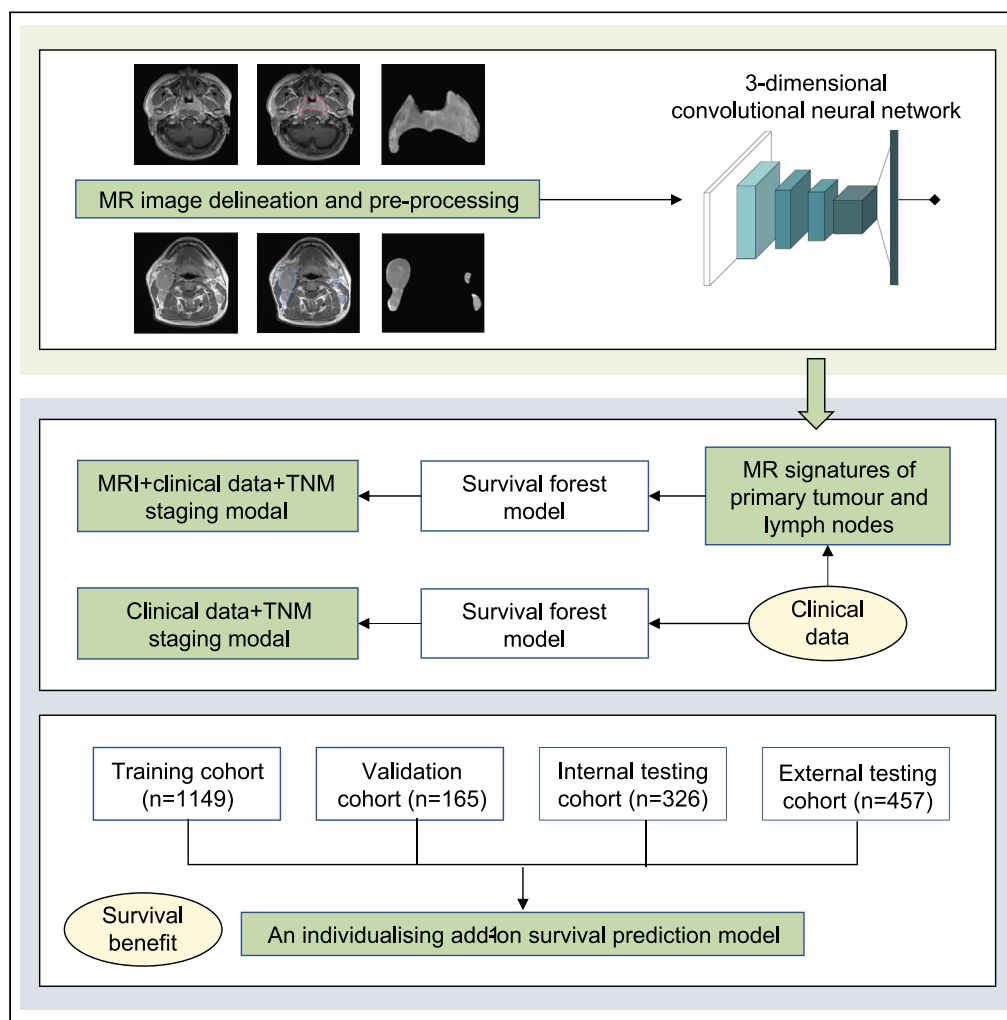 3-dimensional
convolutional neural network
MR image delineation and pre-processing
MRI+clinical data+TNM
staging modal
Survival forest
model
MR signatures of
primary tumour and
lymph nodes
Clinical data+TNM
staging modal
Survival forest
model
Clinical
data
Training cohort
(n=1149)
Validation
cohort (n=165)
Internal testing
cohort (n=326)
External testing
cohort (n=457)
Survival
benefit
An individualising add-ion survival prediction model